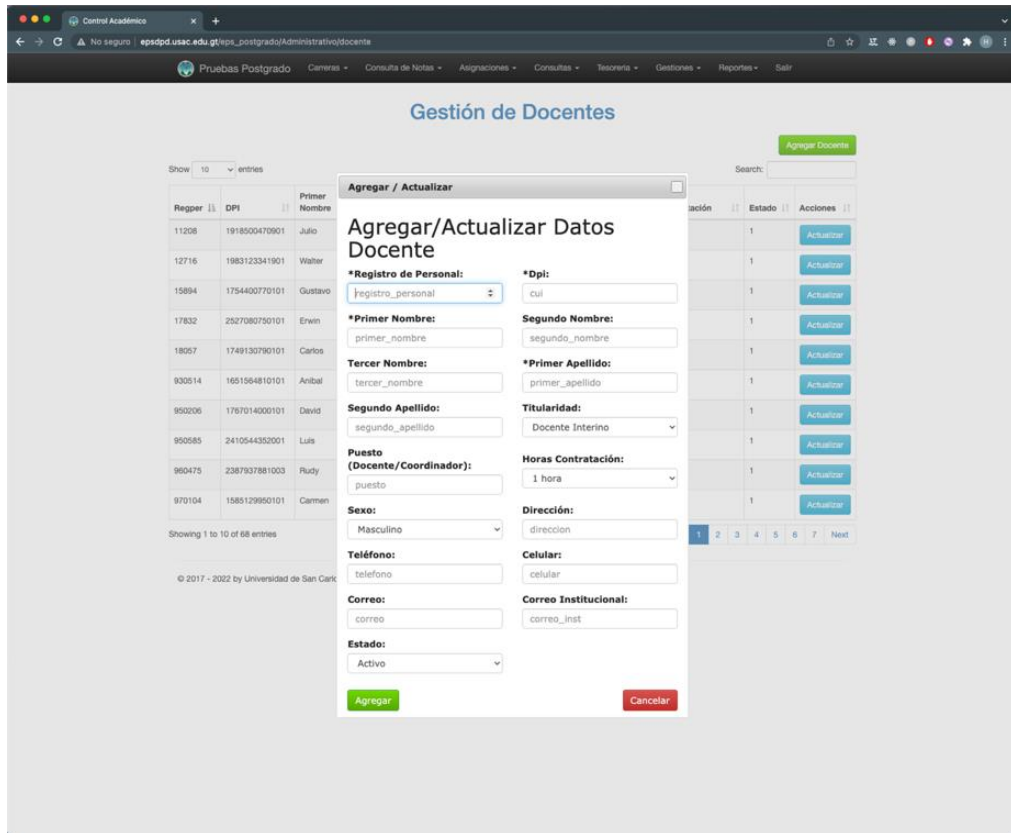 Control Académico
No seguro | epsdpd.usac.edu.gt/eps_postgrado/Administrativo/docente
Pruebas Postgrado Carreras Consulta de Notas Asignaciones Consultas Tesoreria Gestiones Reportes Salir
Gestión de Docentes
Agregar Docente
Show 10 entries Search:
Regper DPI Primer Nombre tación Estado Acciones
11208 1918500470901 Julio 1 Actualizar
12716 1983123341901 Walter 1 Actualizar
15894 1754400770101 Gustavo 1 Actualizar
17832 2527080750101 Erwin 1 Actualizar
18057 1749130790101 Carlos 1 Actualizar
930514 1651564810101 Anibal 1 Actualizar
950206 1767014000101 David 1 Actualizar
950585 2410544352001 Luis 1 Actualizar
960475 2387937881003 Rudy 1 Actualizar
970104 1585129950101 Carmen 1 Actualizar
Showing 1 to 10 of 68 entries 1 2 3 4 5 6 7 Next
© 2017 - 2022 by Universidad de San Carlo
Agregar / Actualizar
Agregar/Actualizar Datos
Docente
*Registro de Personal: *Dpi:
registro_personal cui
*Primer Nombre: Segundo Nombre:
primer_nombre segundo_nombre
Tercer Nombre: *Primer Apellido:
tercer_nombre primer_apellido
Segundo Apellido: Titularidad:
segundo_apellido Docente Interino
Puesto
(Docente/Coordinador): Horas Contratación:
puesto 1 hora
Sexo: Dirección:
Masculino direccion
Teléfono: Celular:
telefono celular
Correo: Correo Institucional:
correo correo_inst
Estado:
Activo
Agregar Cancelar